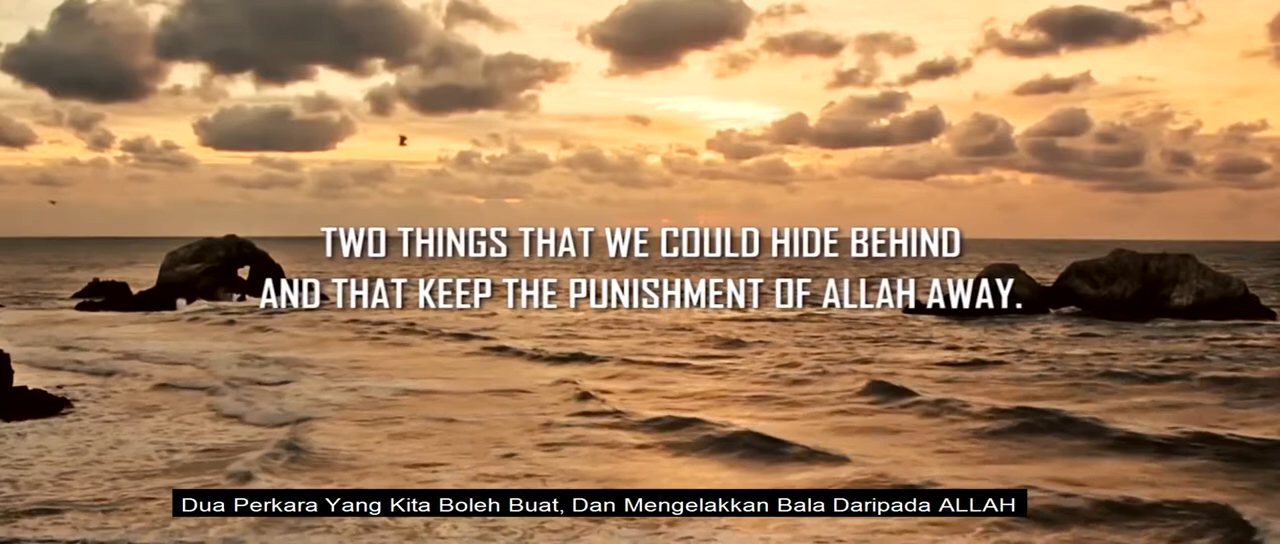 TWO THINGS THAT WE COULD HIDE BEHIND
AND THAT KEEP THE PUNISHMENT OF ALLAH AWAY.
Dua Perkara Yang Kita Boleh Buat, Dan Mengelakkan Bala Daripada ALLAH